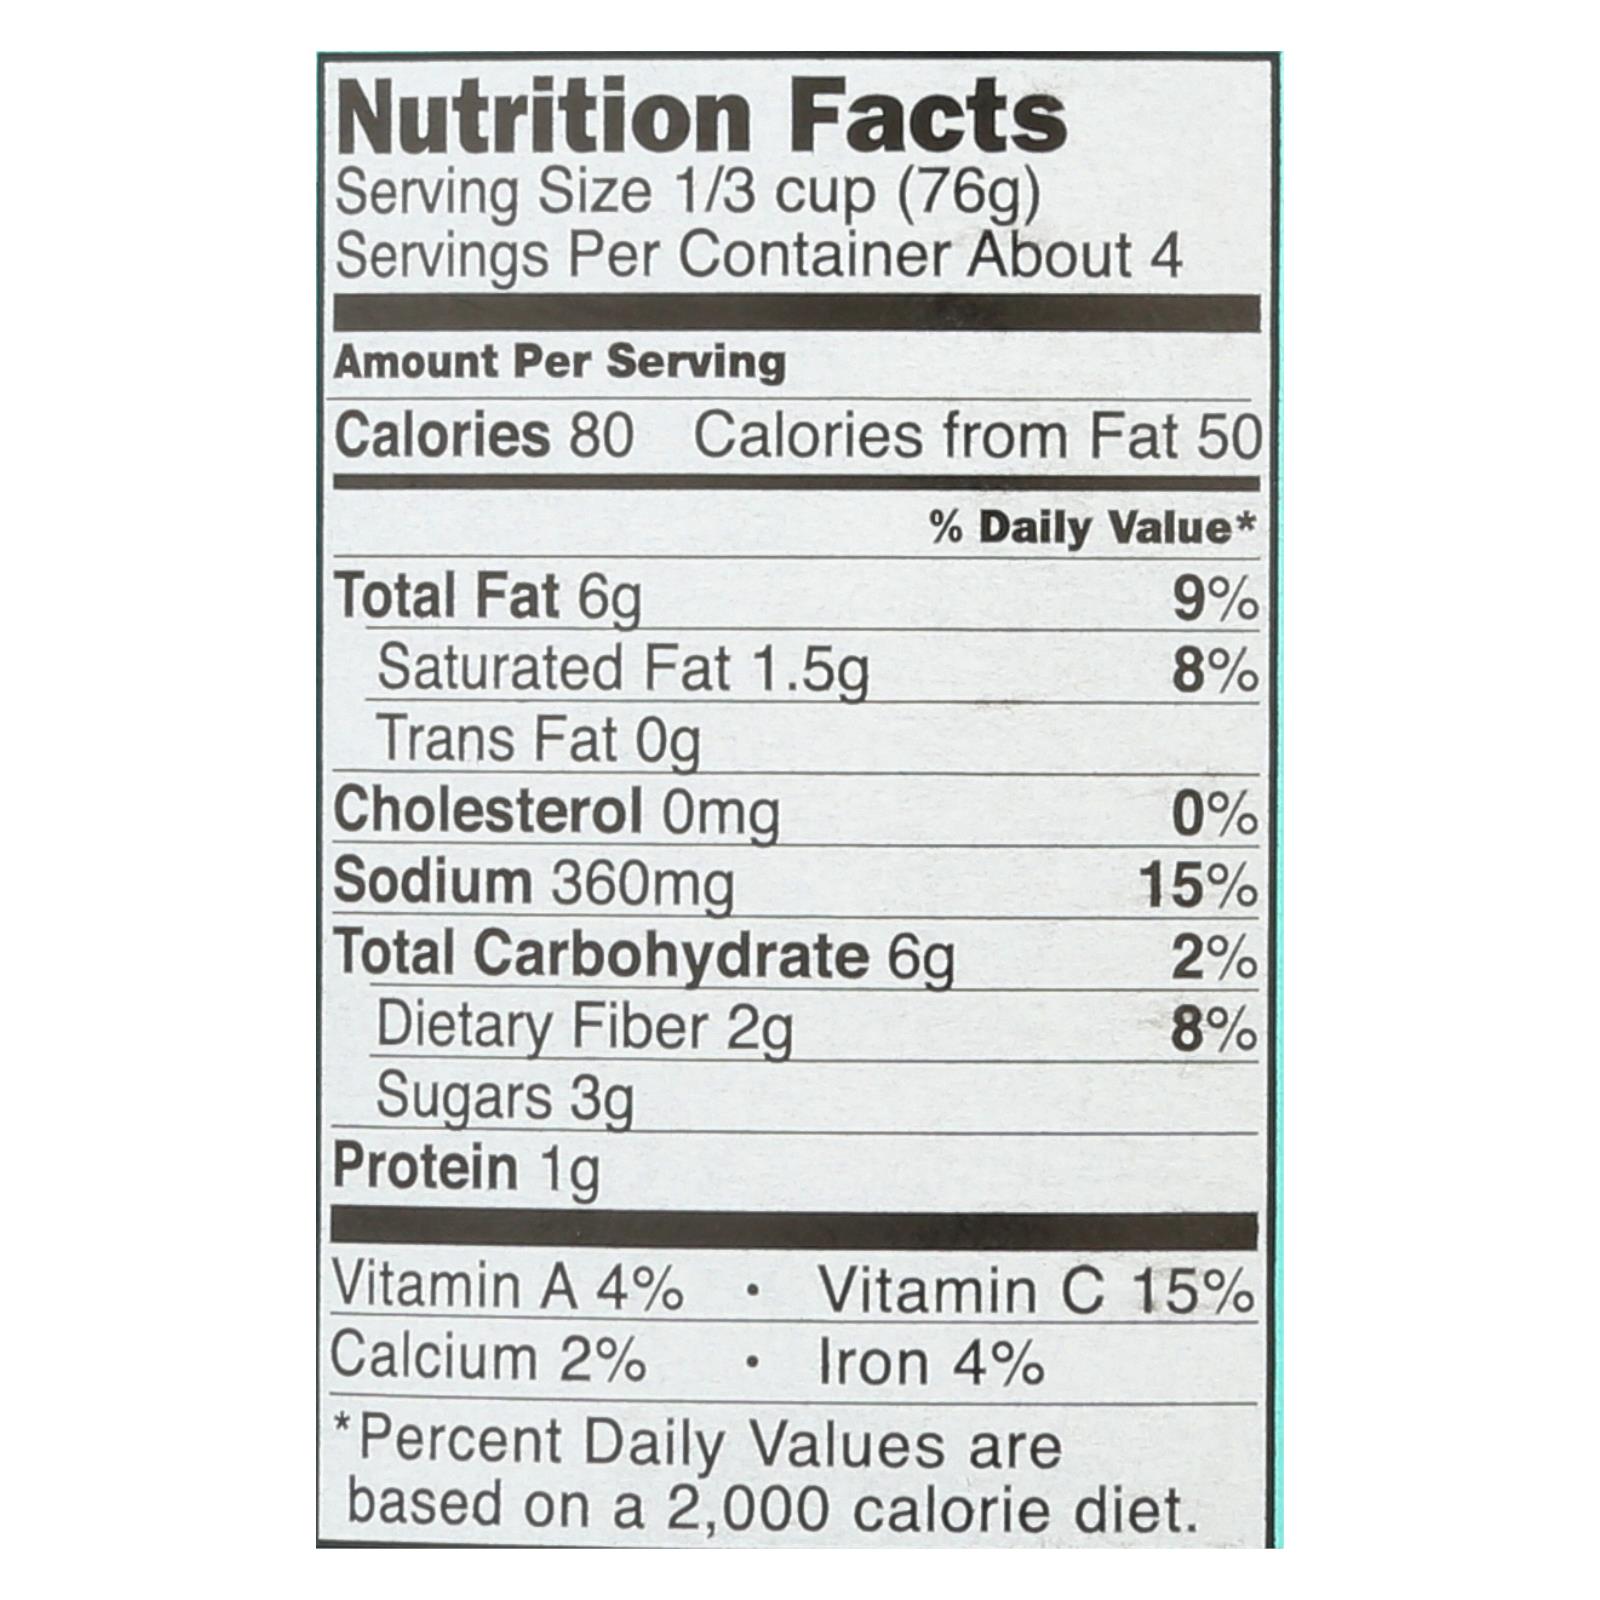 Nutrition Facts
Serving Size 1/3 cup (76g)
Servings Per Container About 4
Amount Per Serving
Calories 80 Calories from Fat 50
% Daily Value*
Total Fat 6g 9%
Saturated Fat 1.5g 8%
Trans Fat 0g
Cholesterol 0mg 0%
Sodium 360mg 15%
Total Carbohydrate 6g 2%
Dietary Fiber 2g 8%
Sugars 3g
Protein 1g
Vitamin A 4% · Vitamin C 15%
Calcium 2% · Iron 4%
*Percent Daily Values are
based on a 2,000 calorie diet.